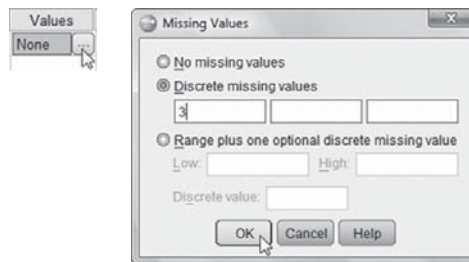 Values
None ...
Missing Values
No missing values
Discrete missing values
3
Range plus one optional discrete missing value
Low: High:
Discrete value:
OK Cancel Help